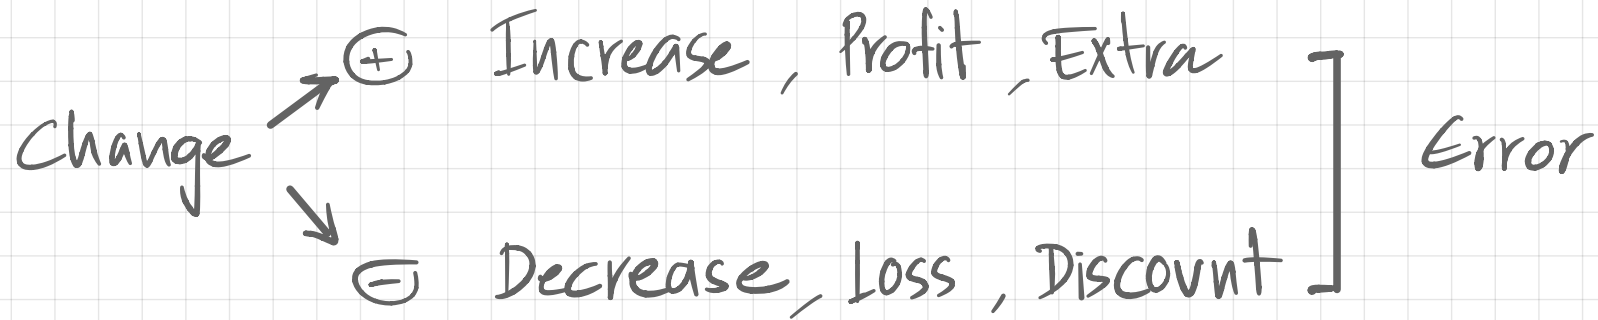 ⊕ Increase, Profit, Extra
Change
Error
⊖ Decrease, Loss, Discount